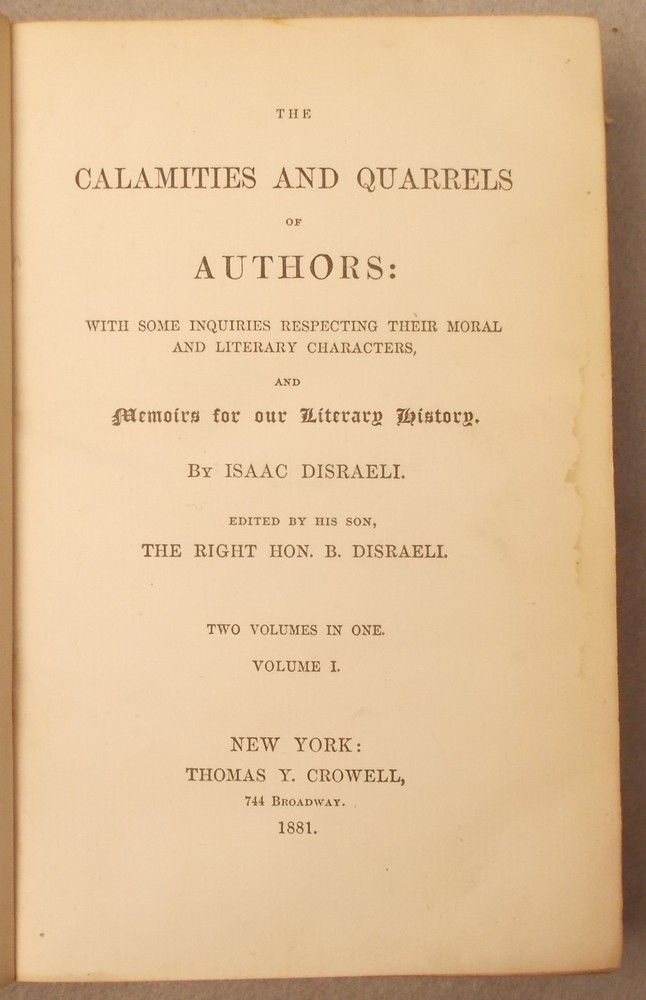 THE
CALAMITIES AND QUARRELS
OF
AUTHORS:
WITH SOME INQUIRIES RESPECTING THEIR MORAL
AND LITERARY CHARACTERS,
AND
Memoirs for our Literary History.
By ISAAC DISRAELI.
EDITED BY HIS SON,
THE RIGHT HON. B. DISRAELI.
TWO VOLUMES IN ONE.
VOLUME I.
NEW YORK:
THOMAS Y. CROWELL,
744 BROADWAY.
1881.